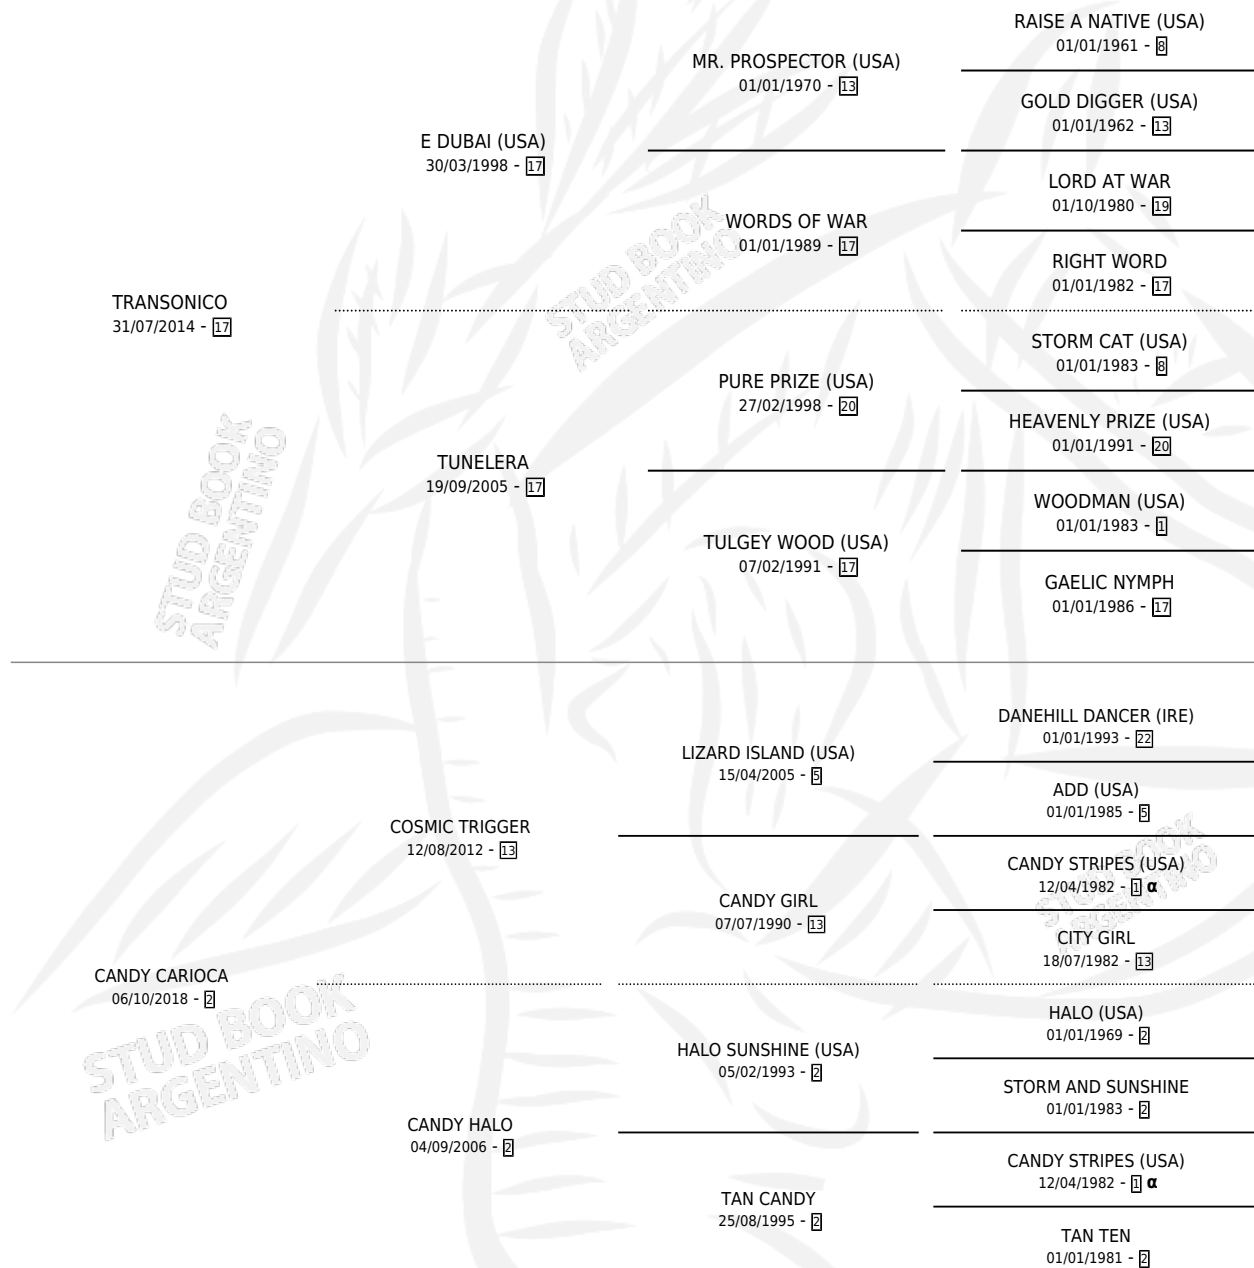 RAISE A NATIVE (USA)
01/01/1961 - 8
MR. PROSPECTOR (USA)
01/01/1970 - 13
GOLD DIGGER (USA)
01/01/1962 - 13
E DUBAI (USA)
30/03/1998 - 17
LORD AT WAR
01/10/1980 - 19
WORDS OF WAR
01/01/1989 - 17
RIGHT WORD
01/01/1982 - 17
TRANSONICO
31/07/2014 - 17
STORM CAT (USA)
01/01/1983 - 8
PURE PRIZE (USA)
27/02/1998 - 20
HEAVENLY PRIZE (USA)
01/01/1991 - 20
TUNELERA
19/09/2005 - 17
WOODMAN (USA)
01/01/1983 - 1
TULGEY WOOD (USA)
07/02/1991 - 17
GAELIC NYMPH
01/01/1986 - 17
DANEHILL DANCER (IRE)
01/01/1993 - 22
LIZARD ISLAND (USA)
15/04/2005 - 5
ADD (USA)
01/01/1985 - 5
COSMIC TRIGGER
12/08/2012 - 13
CANDY STRIPES (USA)
12/04/1982 - 1 α
CANDY GIRL
07/07/1990 - 13
CITY GIRL
18/07/1982 - 13
CANDY CARIOCA
06/10/2018 - 2
HALO (USA)
01/01/1969 - 2
HALO SUNSHINE (USA)
05/02/1993 - 2
STORM AND SUNSHINE
01/01/1983 - 2
CANDY HALO
04/09/2006 - 2
CANDY STRIPES (USA)
12/04/1982 - 1 α
TAN CANDY
25/08/1995 - 2
TAN TEN
01/01/1981 - 2
STUD BOOK
ARGENTINO
STUD BOOK
ARGENTINO
STUD BOOK
ARGENTINO
STUD BOOK
ARGENTINO